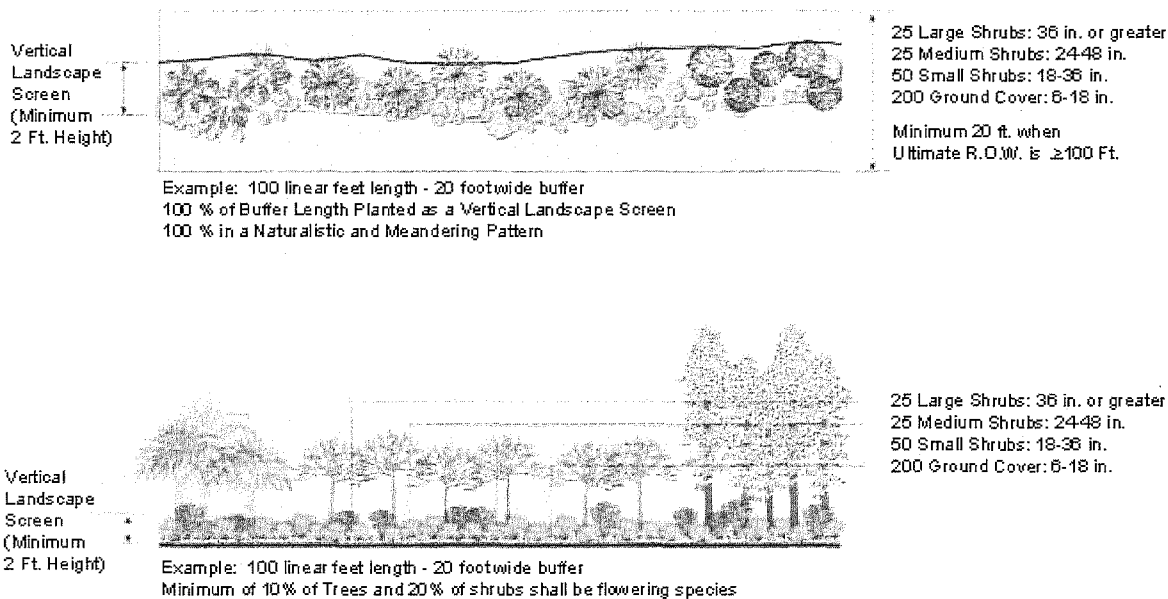 Vertical
Landscape
Screen
(Minimum
2 Ft. Height)
25 Large Shrubs: 36 in. or greater
25 Medium Shrubs: 24-48 in.
50 Small Shrubs: 18-36 in.
200 Ground Cover: 6-18 in.
Minimum 20 ft. when
Ultimate R.O.W. is ≥100 Ft.
Example: 100 linear feet length - 20 foot wide buffer
100 % of Buffer Length Planted as a Vertical Landscape Screen
100 % in a Naturalistic and Meandering Pattern
25 Large Shrubs: 36 in. or greater
25 Medium Shrubs: 24-48 in.
50 Small Shrubs: 18-36 in.
200 Ground Cover: 6-18 in.
Vertical
Landscape
Screen
(Minimum
2 Ft. Height)
Example: 100 linear feet length - 20 foot wide buffer
Minimum of 10% of Trees and 20% of shrubs shall be flowering species